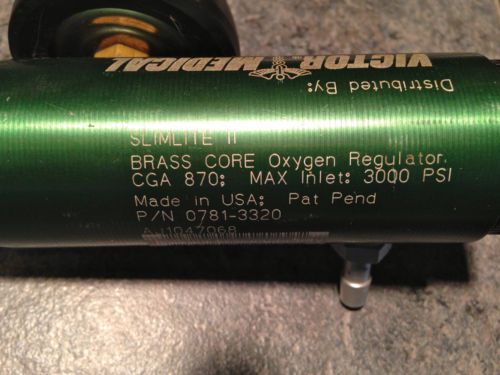 Distributed By:
VICTOR MEDICAL
SLIMLITE II
BRASS CORE Oxygen Regulator.
CGA 870; MAX Inlet: 3000 PSI
Made in USA; Pat Pend
P/N 0781-3320
AJ1047068